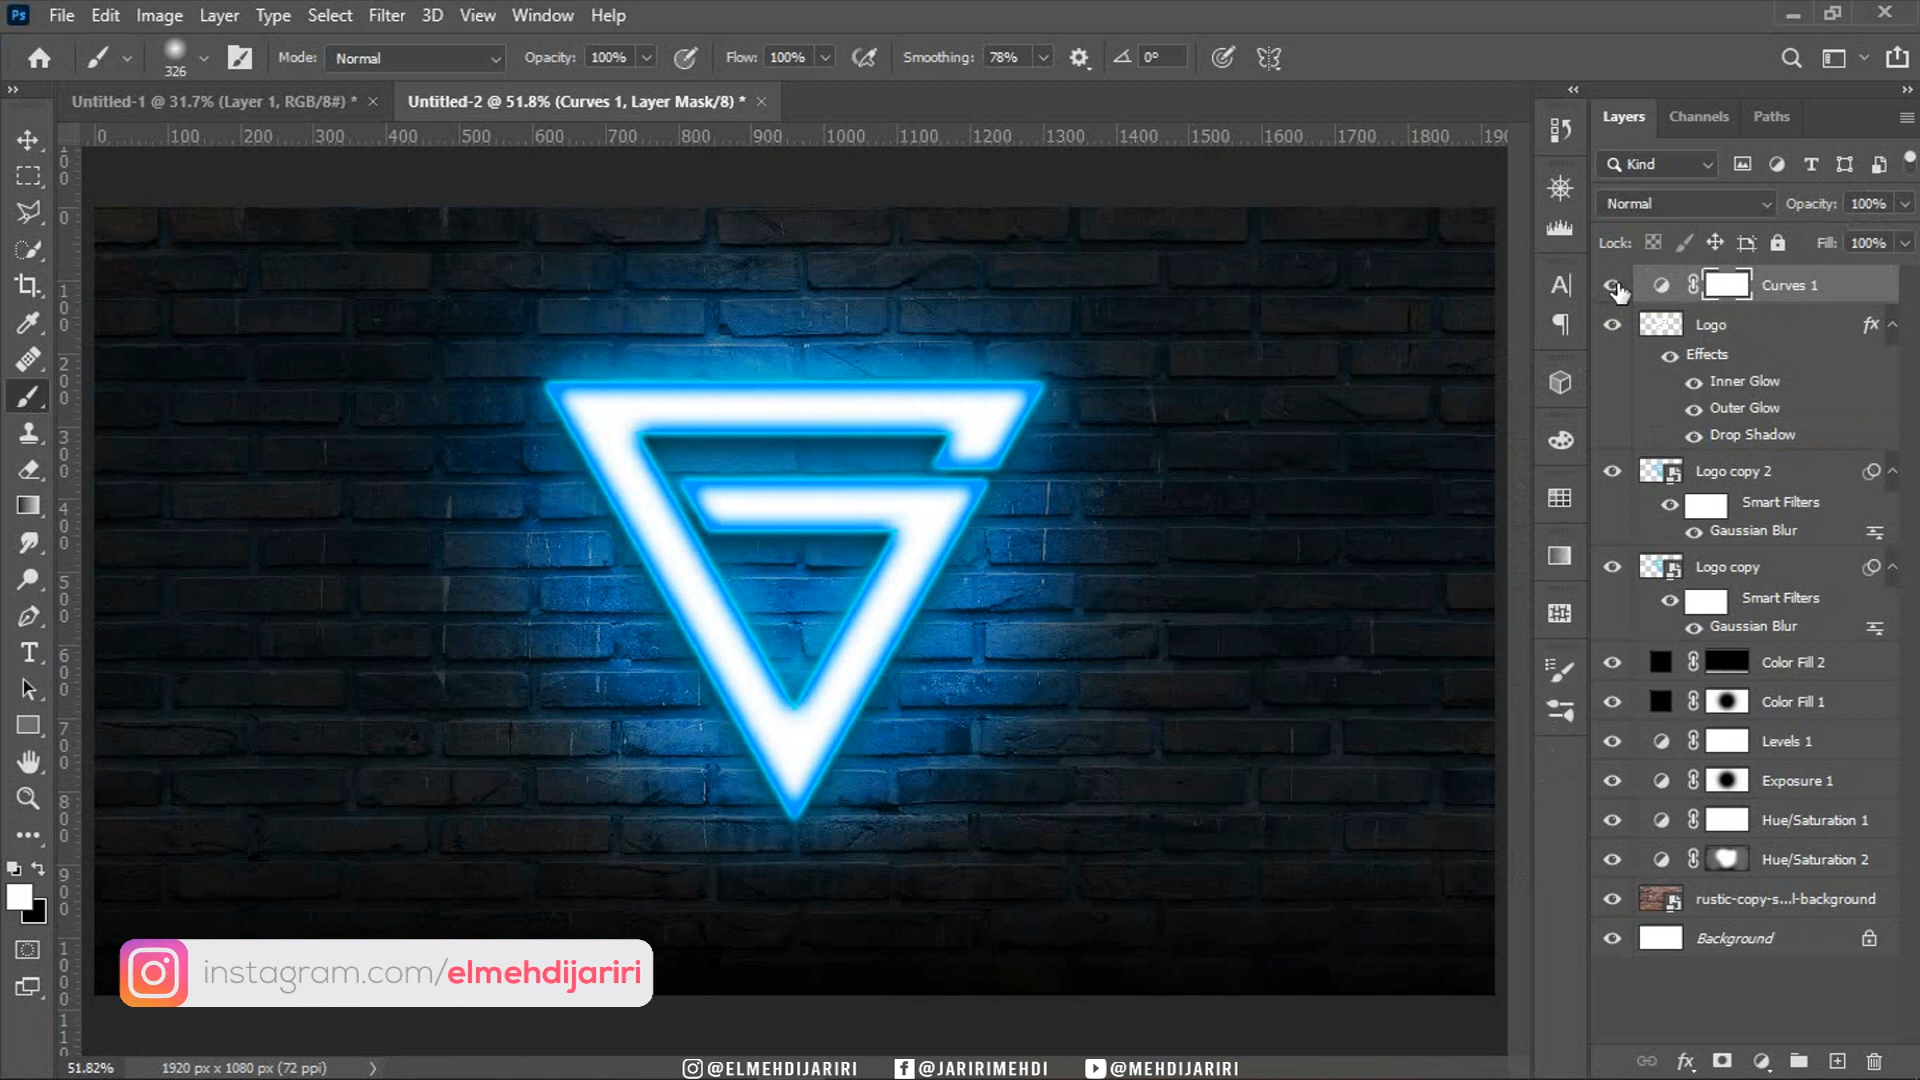 Ps File Edit Image Layer Type Select Filter 3D View Window Help
326 Mode: Normal Opacity: 100% Flow: 100% Smoothing: 78% 0°
Untitled-1 @ 31.7% (Layer 1, RGB/8#) * × Untitled-2 @ 51.8% (Curves 1, Layer Mask/8) * ×
0 100 200 300 400 500 600 700 800 900 1000 1100 1200 1300 1400 1500 1600 1700 1800
Layers Channels Paths
Kind
Normal Opacity: 100%
Lock: Fill: 100%
Curves 1
Logo fx
Effects
Inner Glow
Outer Glow
Drop Shadow
Logo copy 2
Smart Filters
Gaussian Blur
Logo copy
Smart Filters
Gaussian Blur
Color Fill 2
Color Fill 1
Levels 1
Exposure 1
Hue/Saturation 1
Hue/Saturation 2
rustic-copy-s...l-background
Background
instagram.com/elmehdijariri
51.82% 1920 px x 1080 px (72 ppi)
@ELMEHDIJARIRI @JARIRIMEHDI @MEHDIJARIRI
fx